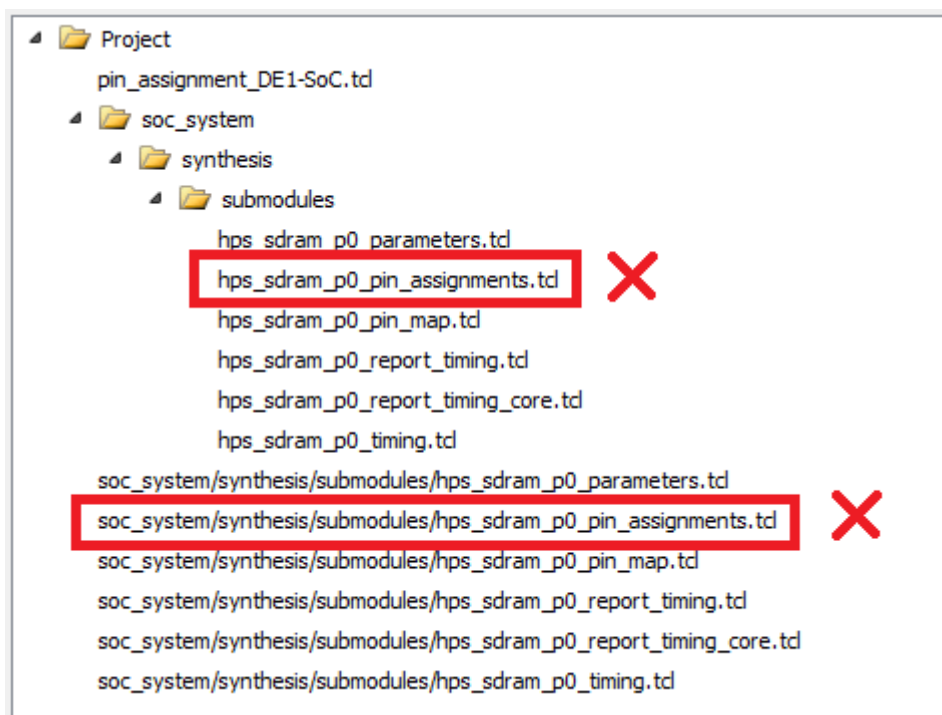 Project
pin_assignment_DE1-SoC.tcl
soc_system
synthesis
submodules
hps_sdram_p0_parameters.tcl
hps_sdram_p0_pin_assignments.tcl
hps_sdram_p0_pin_map.tcl
hps_sdram_p0_report_timing.tcl
hps_sdram_p0_report_timing_core.tcl
hps_sdram_p0_timing.tcl
soc_system/synthesis/submodules/hps_sdram_p0_parameters.tcl
soc_system/synthesis/submodules/hps_sdram_p0_pin_assignments.tcl
soc_system/synthesis/submodules/hps_sdram_p0_pin_map.tcl
soc_system/synthesis/submodules/hps_sdram_p0_report_timing.tcl
soc_system/synthesis/submodules/hps_sdram_p0_report_timing_core.tcl
soc_system/synthesis/submodules/hps_sdram_p0_timing.tcl